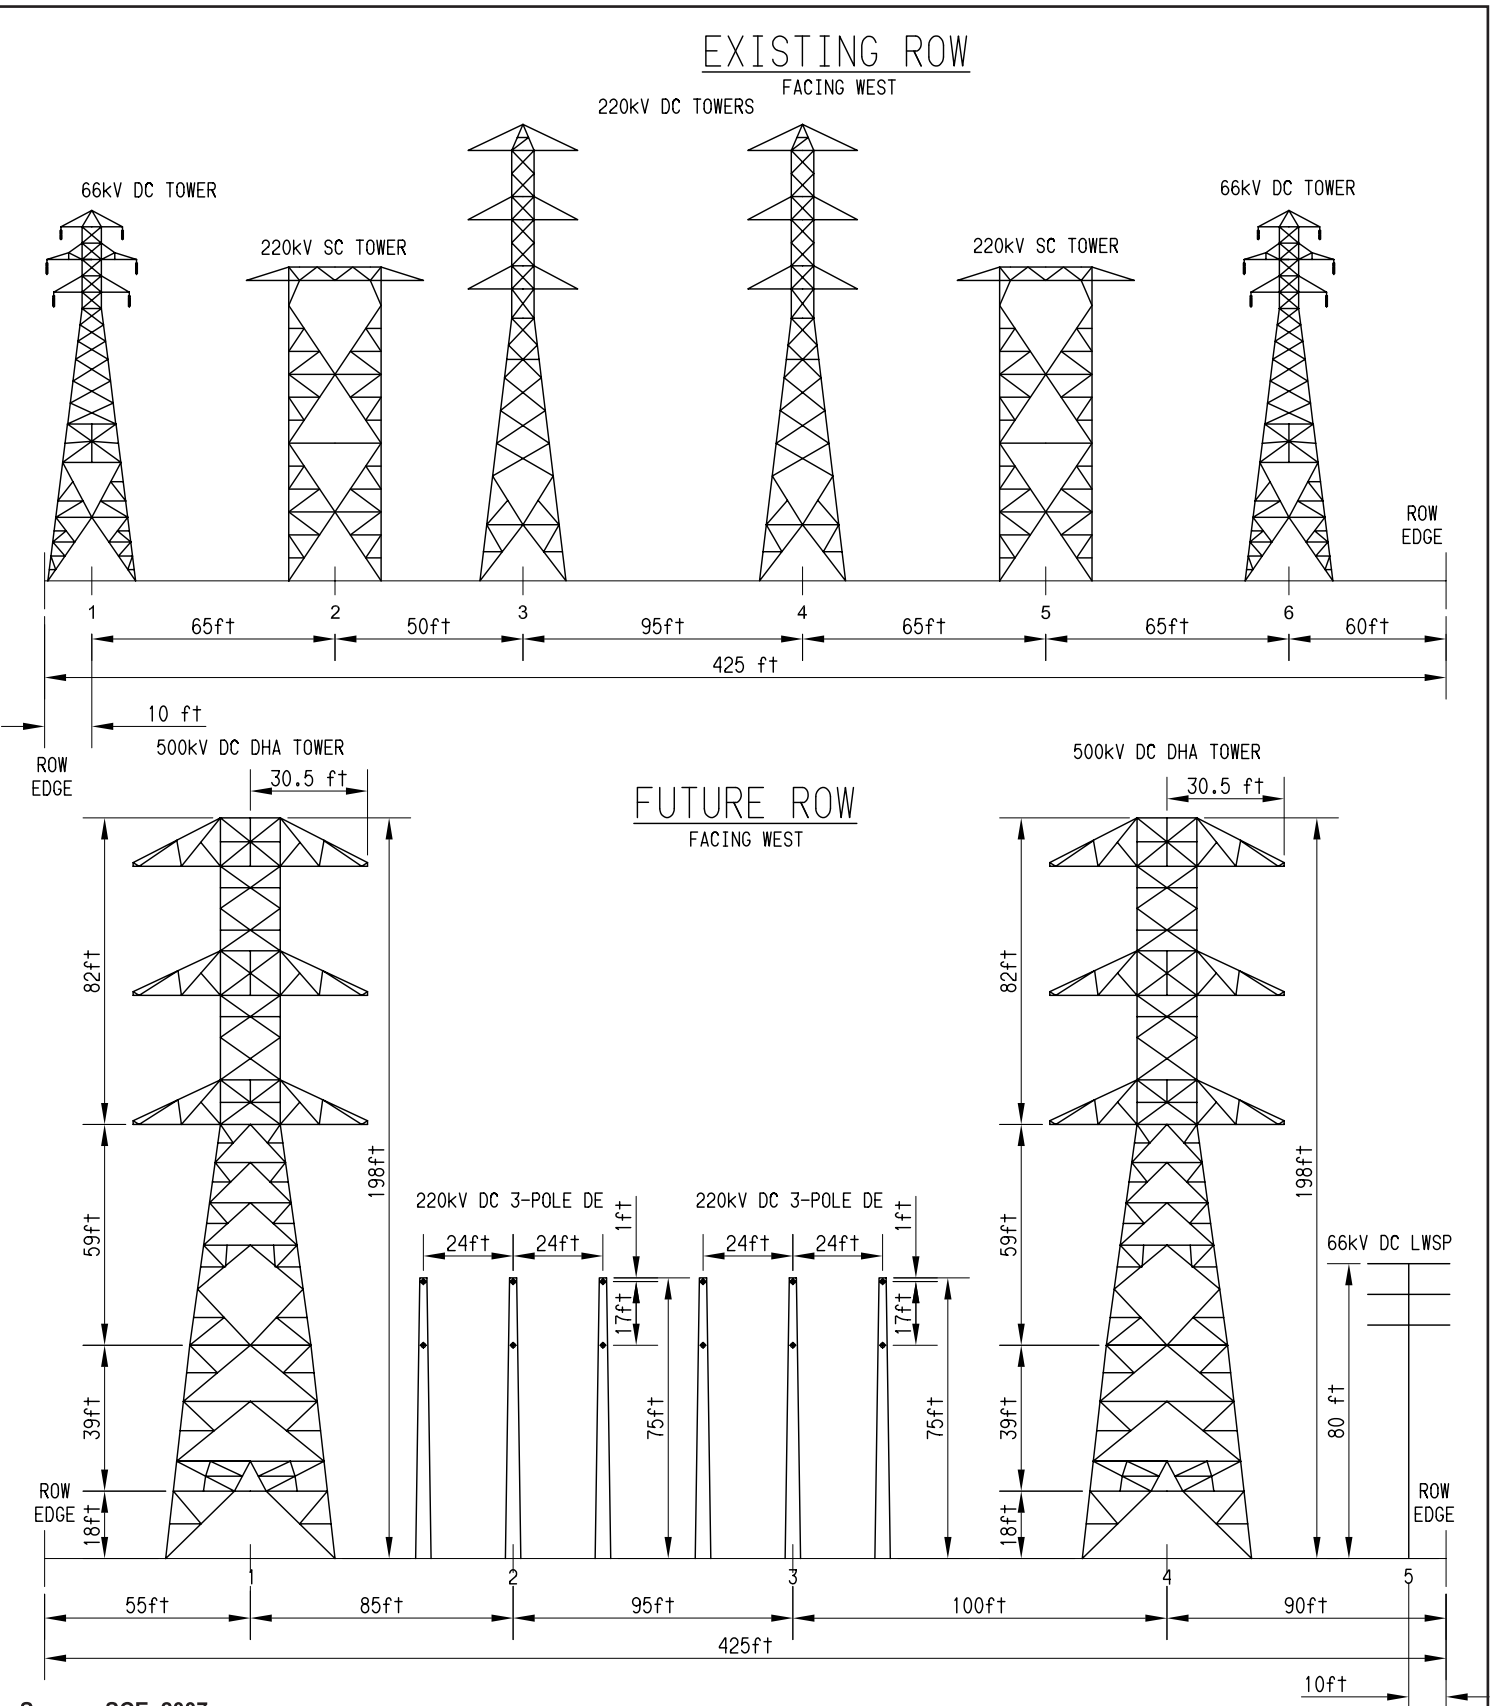 EXISTING ROW
FACING WEST
220kV DC TOWERS
66kV DC TOWER
66kV DC TOWER
220kV SC TOWER
220kV SC TOWER
ROW
EDGE
1
2
3
4
5
6
65ft
50ft
95ft
65ft
65ft
60ft
425 ft
10 ft
ROW
EDGE
500kV DC DHA TOWER
30.5 ft
FUTURE ROW
FACING WEST
500kV DC DHA TOWER
30.5 ft
82ft
59ft
39ft
18ft
198ft
220kV DC 3-POLE DE
24ft
24ft
1ft
17ft
75ft
220kV DC 3-POLE DE
24ft
24ft
1ft
17ft
75ft
82ft
59ft
39ft
18ft
198ft
66kV DC LWSP
80 ft
ROW
EDGE
ROW
EDGE
1
2
3
4
5
55ft
85ft
95ft
100ft
90ft
425ft
10ft